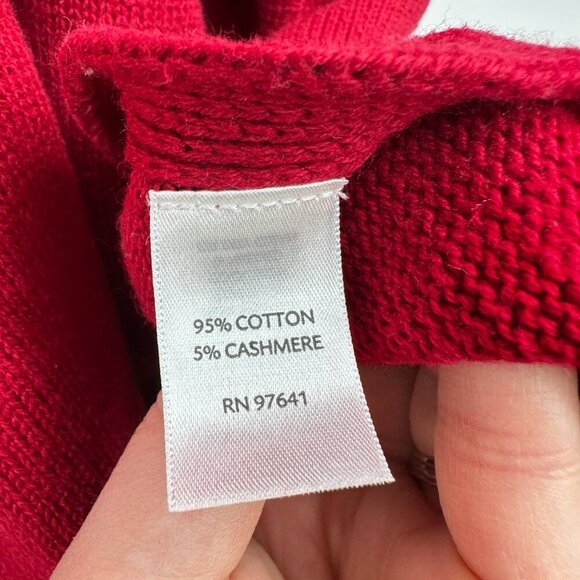 95% COTTON
5% CASHMERE
RN 97641